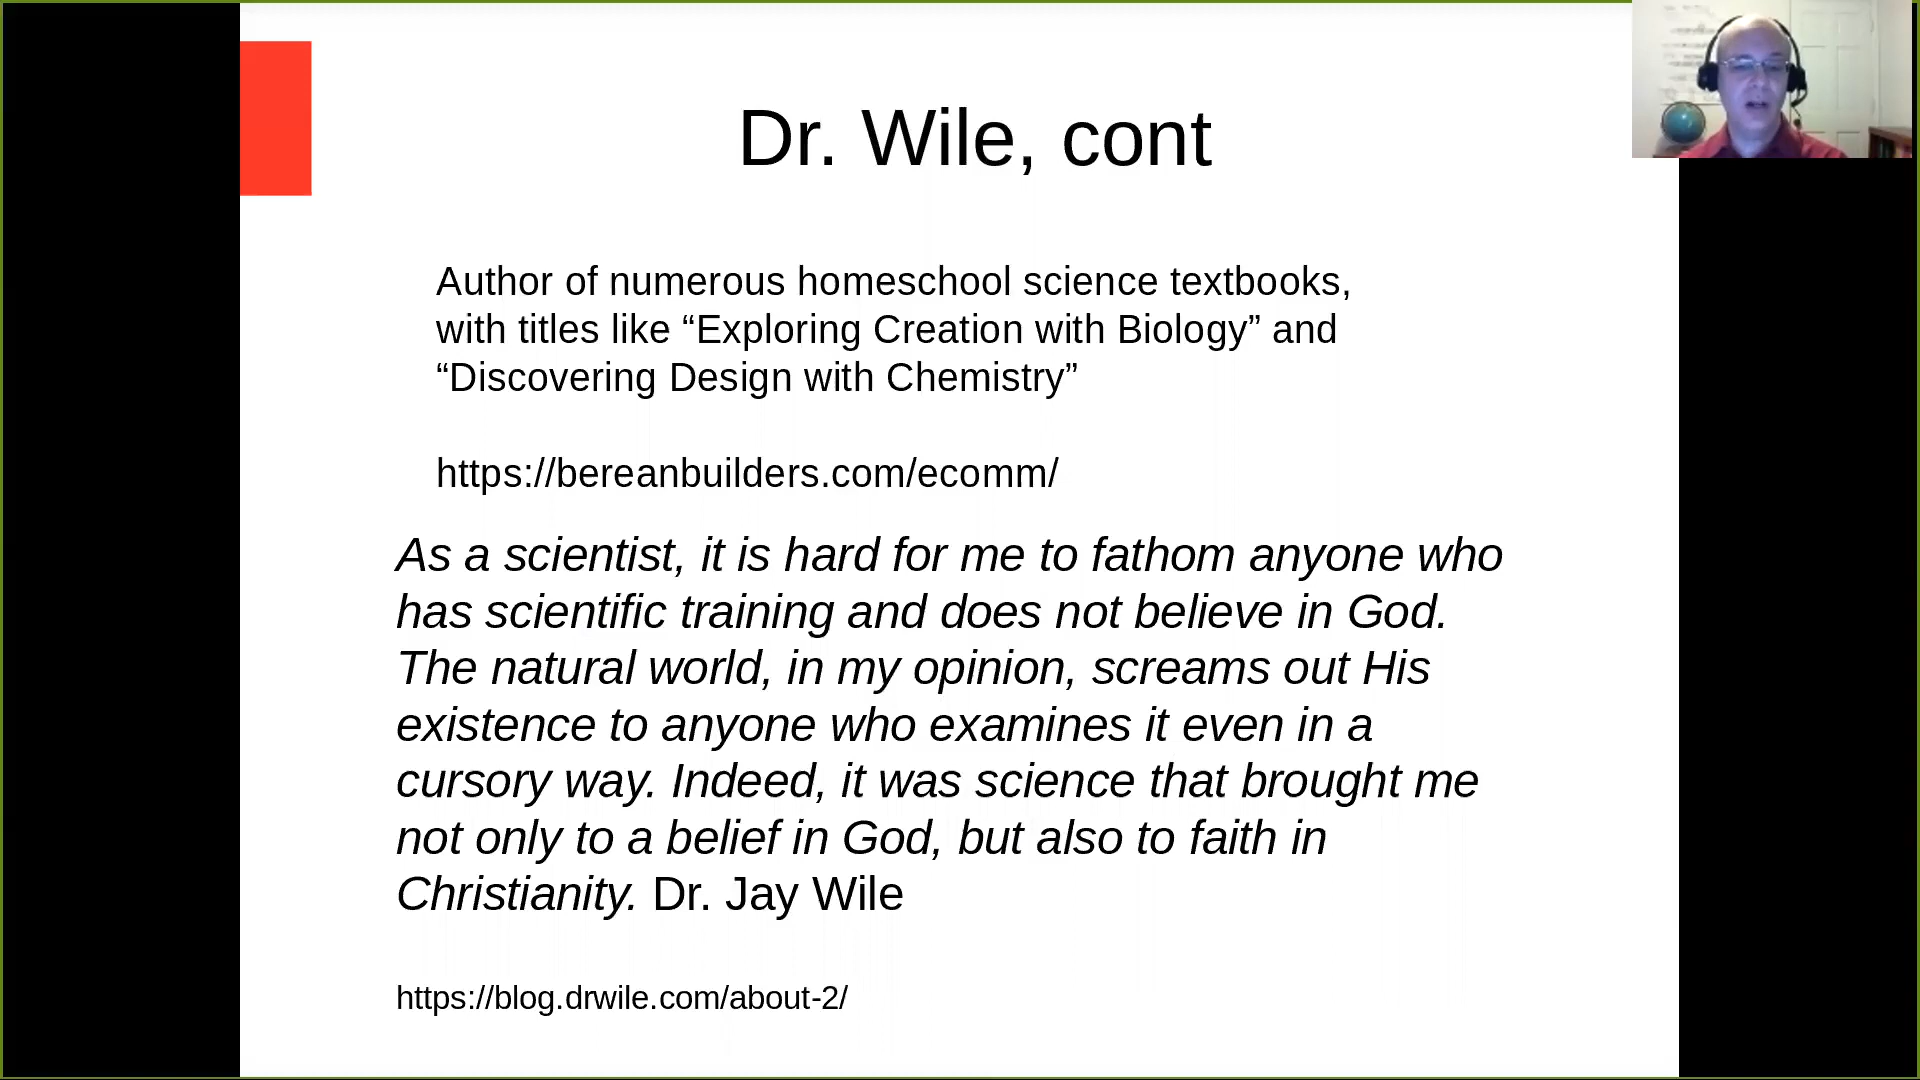 Dr. Wile, cont
Author of numerous homeschool science textbooks,
with titles like “Exploring Creation with Biology” and
“Discovering Design with Chemistry”
https://bereanbuilders.com/ecomm/
As a scientist, it is hard for me to fathom anyone who
has scientific training and does not believe in God.
The natural world, in my opinion, screams out His
existence to anyone who examines it even in a
cursory way. Indeed, it was science that brought me
not only to a belief in God, but also to faith in
Christianity. Dr. Jay Wile
https://blog.drwile.com/about-2/